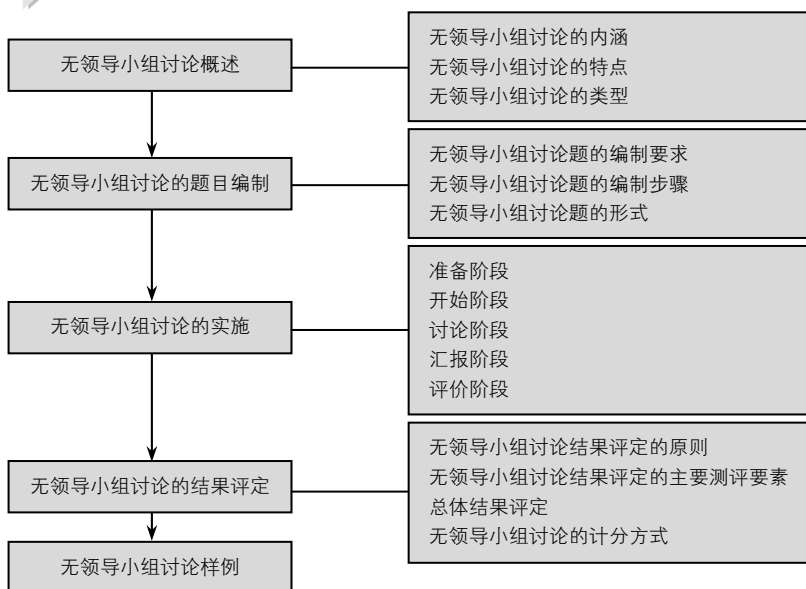 无领导小组讨论概述
无领导小组讨论的内涵
无领导小组讨论的特点
无领导小组讨论的类型
无领导小组讨论的题目编制
无领导小组讨论题的编制要求
无领导小组讨论题的编制步骤
无领导小组讨论题的形式
无领导小组讨论的实施
准备阶段
开始阶段
讨论阶段
汇报阶段
评价阶段
无领导小组讨论的结果评定
无领导小组讨论结果评定的原则
无领导小组讨论结果评定的主要测评要素
总体结果评定
无领导小组讨论的计分方式
无领导小组讨论样例